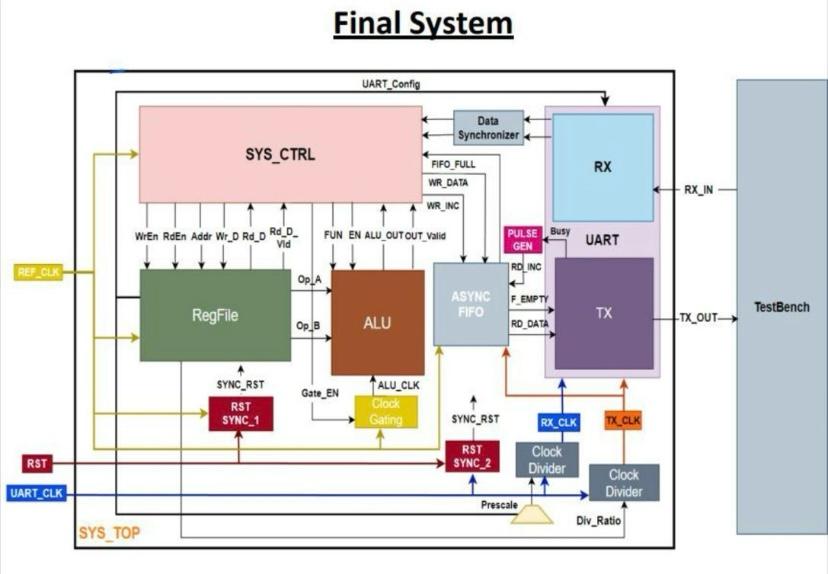 Final System
UART_Config
SYS_CTRL
Data
Synchronizer
RX
FIFO_FULL
WR_DATA
WR_INC
RX_IN
WrEn RdEn Addr Wr_D Rd_D Rd_D_
Vld
FUN EN ALU_OUT OUT_Valid
PULSE
GEN
Busy
UART
REF_CLK
RegFile
Op_A
Op_B
ALU
ASYNC
FIFO
RD_INC
F_EMPTY
RD_DATA
TX
TX_OUT
TestBench
SYNC_RST
Gate_EN
ALU_CLK
RST
SYNC_1
Clock
Gating
SYNC_RST
RX_CLK
TX_CLK
RST
RST
SYNC_2
Clock
Divider
Clock
Divider
UART_CLK
Prescale
Div_Ratio
SYS_TOP